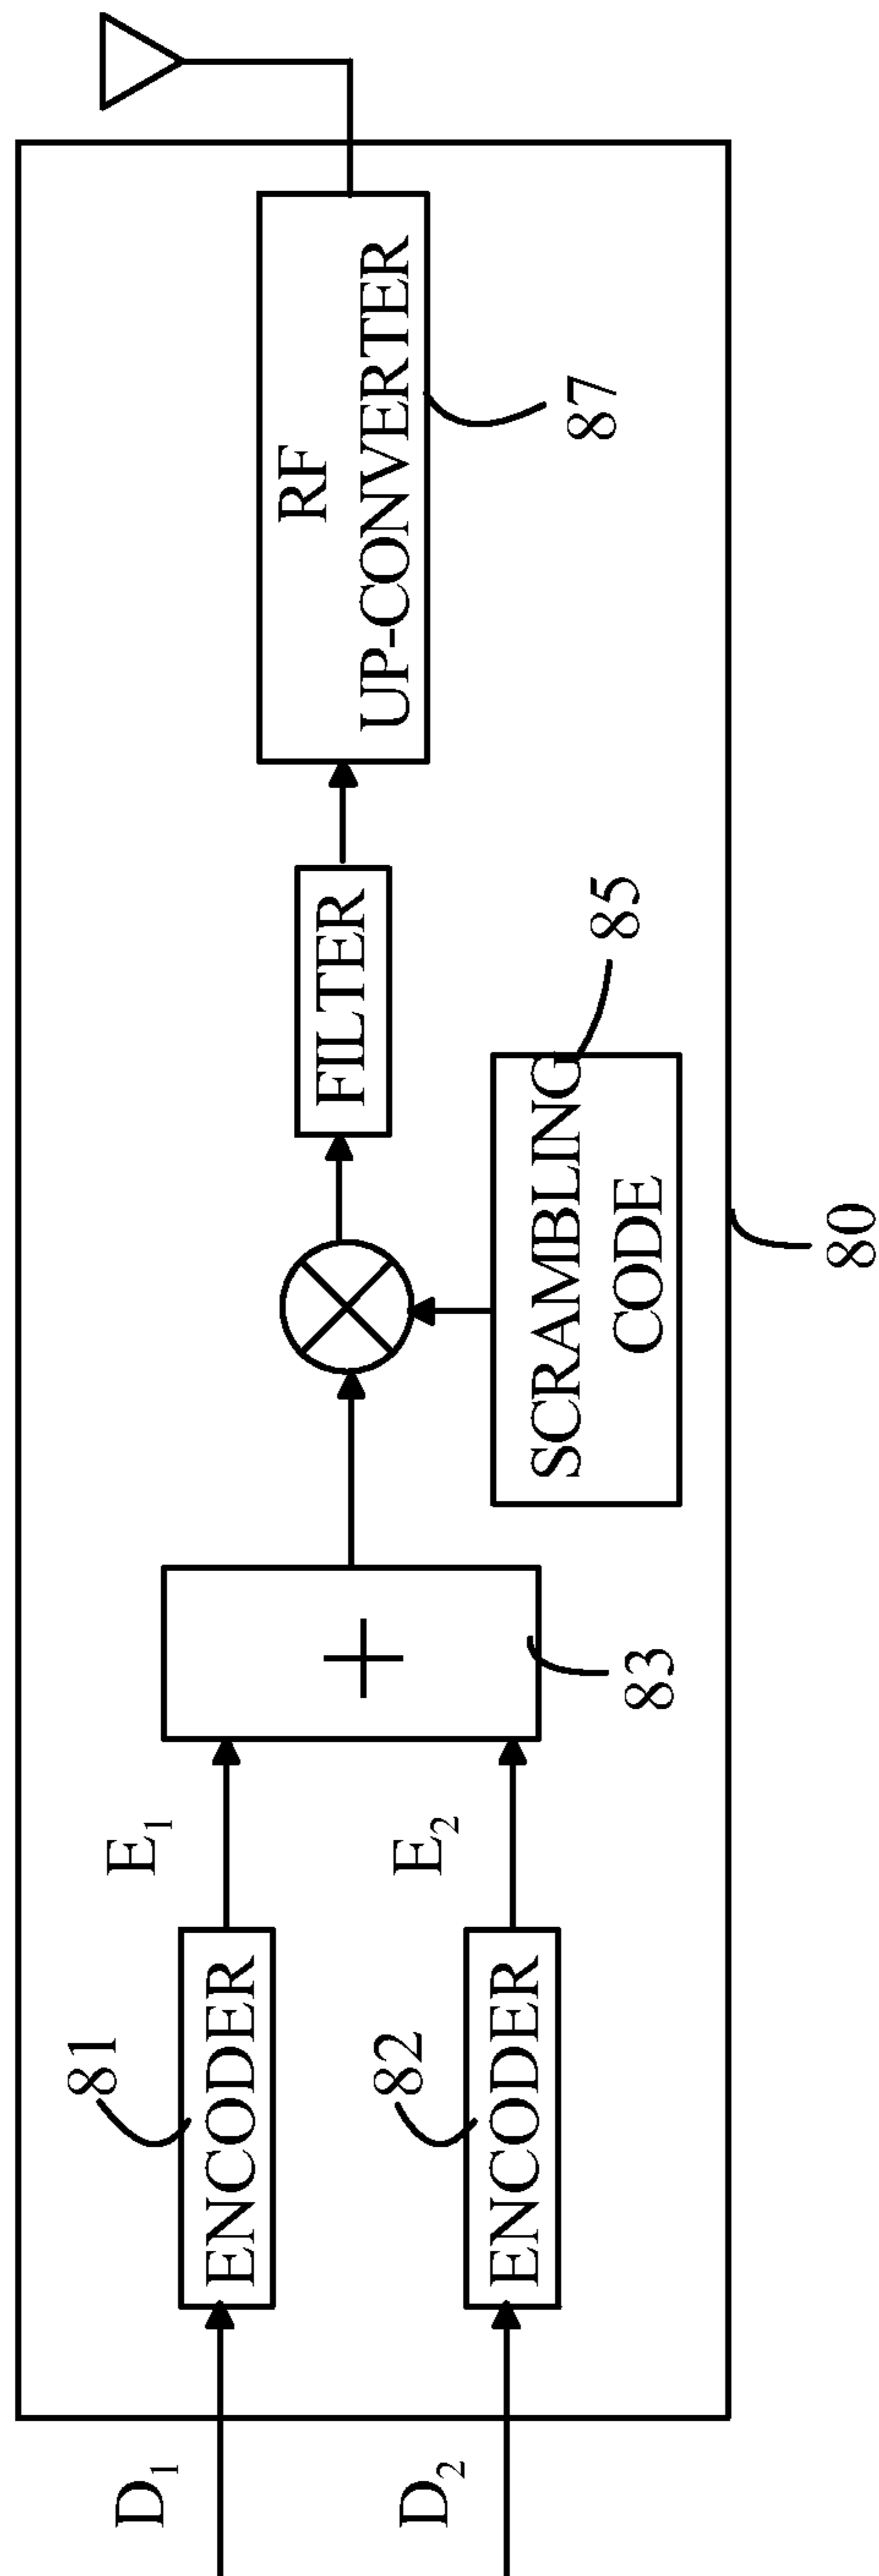 D1
D2
81
ENCODER
82
ENCODER
E1
E2
+
83
SCRAMBLING
CODE
85
FILTER
RF
UP-CONVERTER
87
80